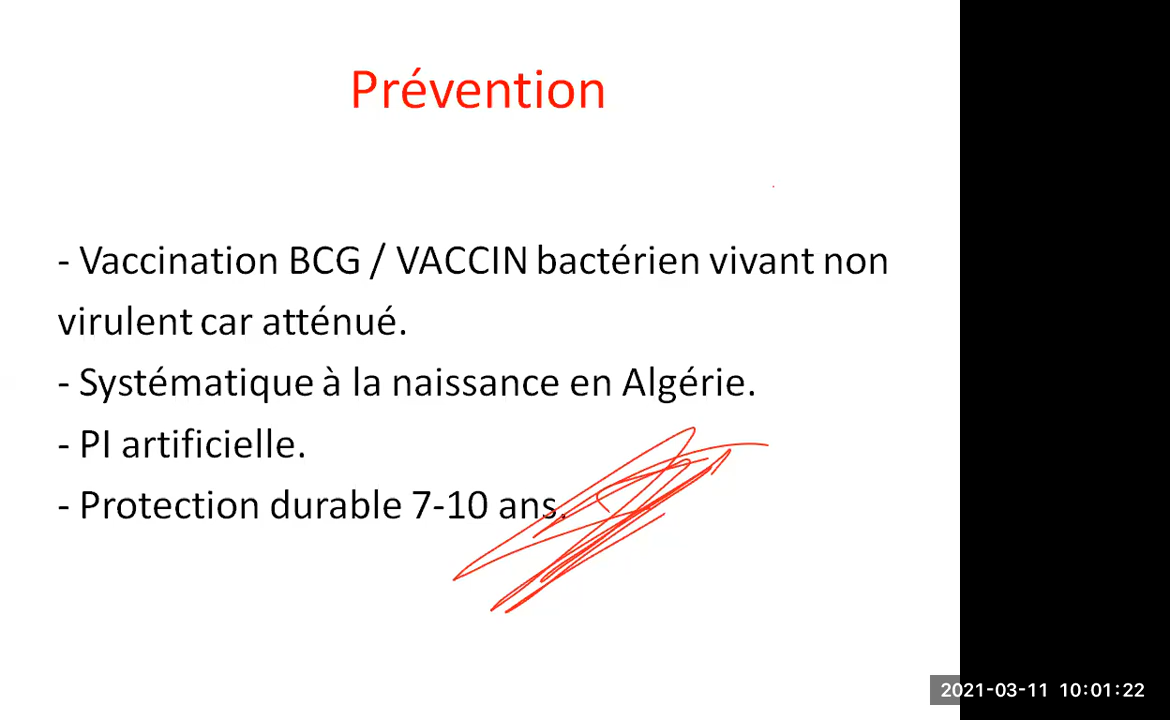 Prévention
- Vaccination BCG / VACCIN bactérien vivant non
virulent car atténué.
- Systématique à la naissance en Algérie.
- PI artificielle.
- Protection durable 7-10 ans.
2021-03-11 10:01:22